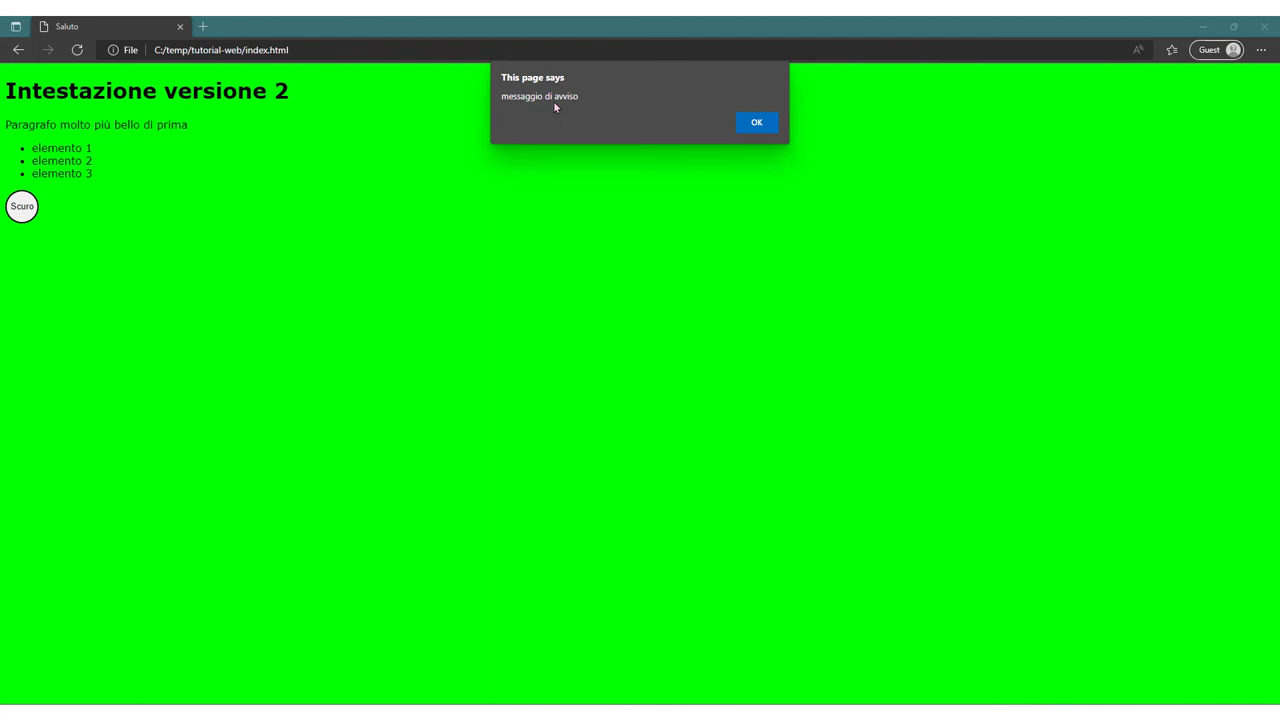 Saluto
File C:/temp/tutorial-web/index.html
Guest
This page says
messaggio di avviso
OK
Intestazione versione 2
Paragrafo molto più bello di prima
• elemento 1
• elemento 2
• elemento 3
Scuro